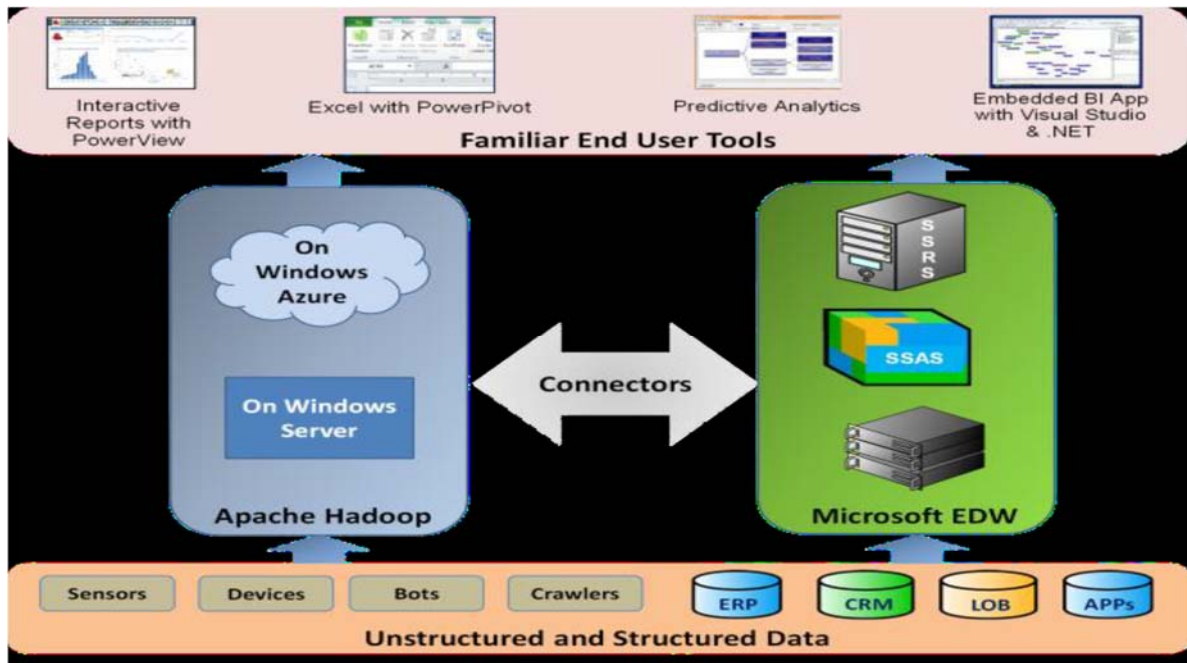 Interactive
Reports with
PowerView
Excel with PowerPivot
Predictive Analytics
Embedded BI App
with Visual Studio
& .NET
Familiar End User Tools
On
Windows
Azure
On Windows
Server
Apache Hadoop
Connectors
SSRS
SSAS
Microsoft EDW
Sensors
Devices
Bots
Crawlers
ERP
CRM
LOB
APPs
Unstructured and Structured Data